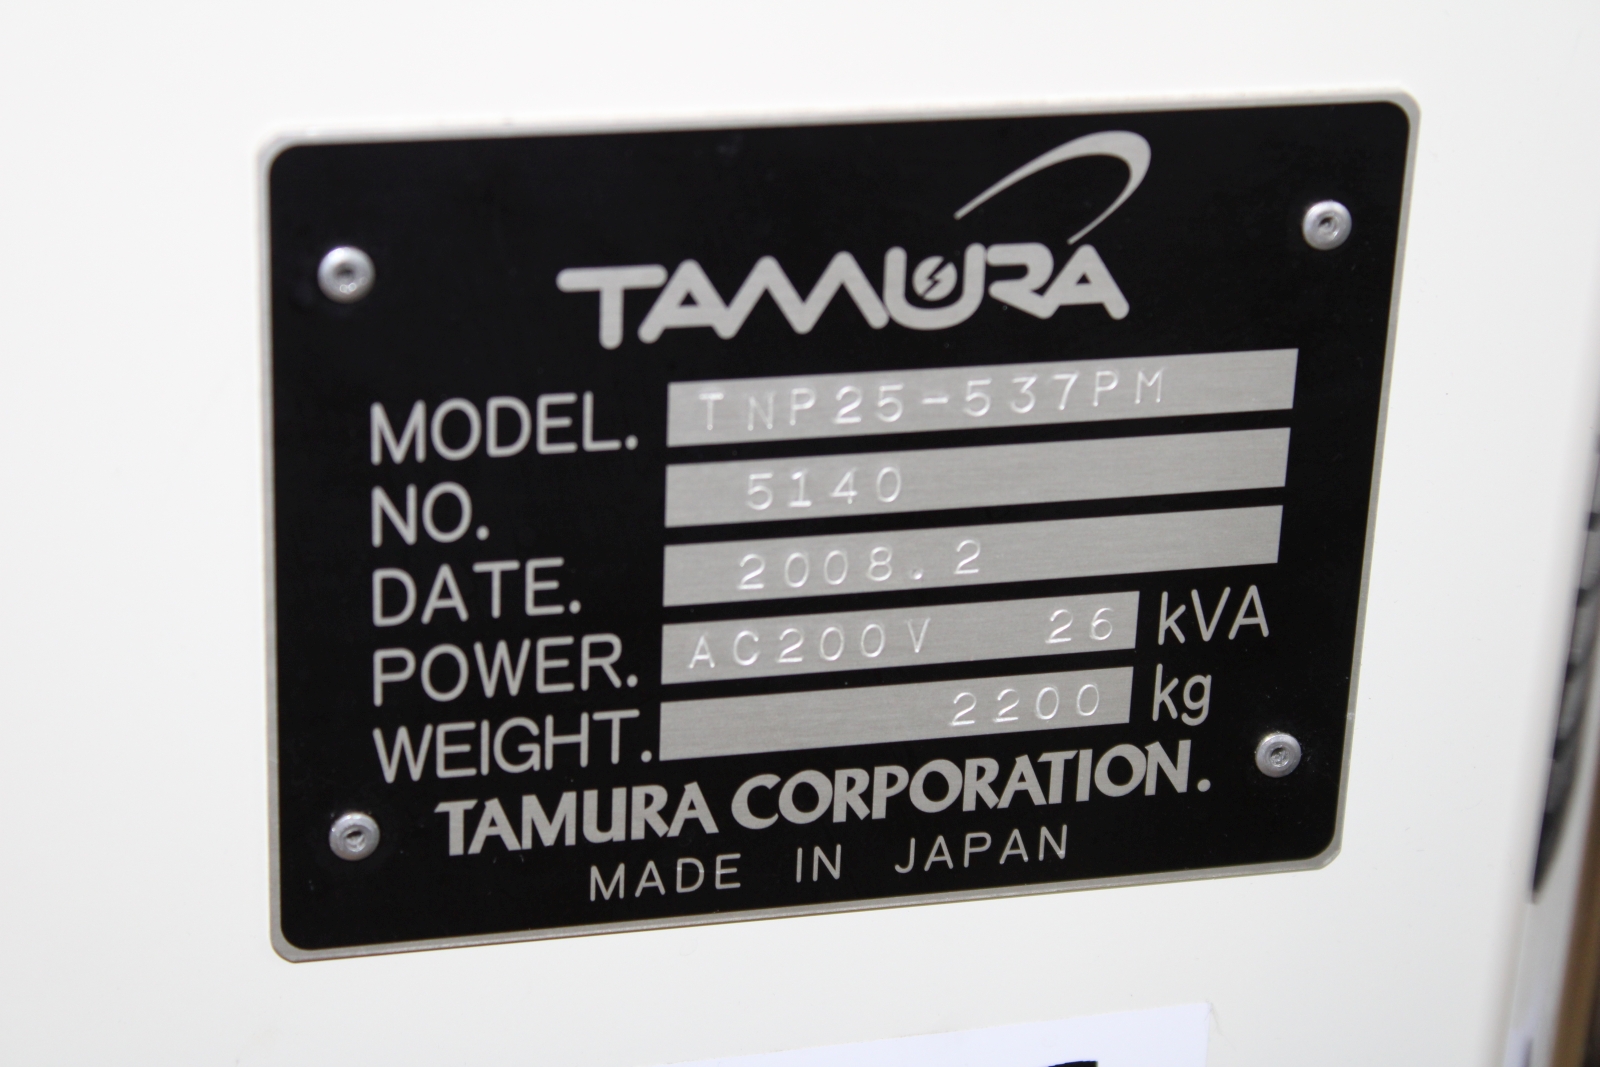 TAMURA
MODEL. TNP25-537PM
NO. 5140
DATE. 2008.2
POWER. AC200V 26 kVA
WEIGHT. 2200 kg
TAMURA CORPORATION.
MADE IN JAPAN